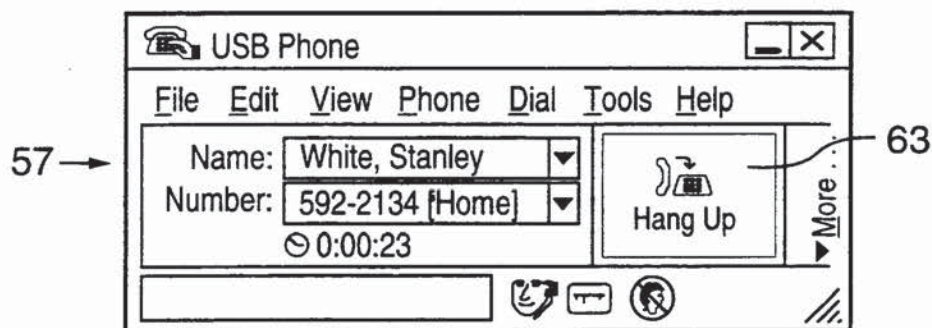 USB Phone
File Edit View Phone Dial Tools Help
57
Name: White, Stanley
Number: 592-2134 [Home]
0:00:23
Hang Up
More...
63